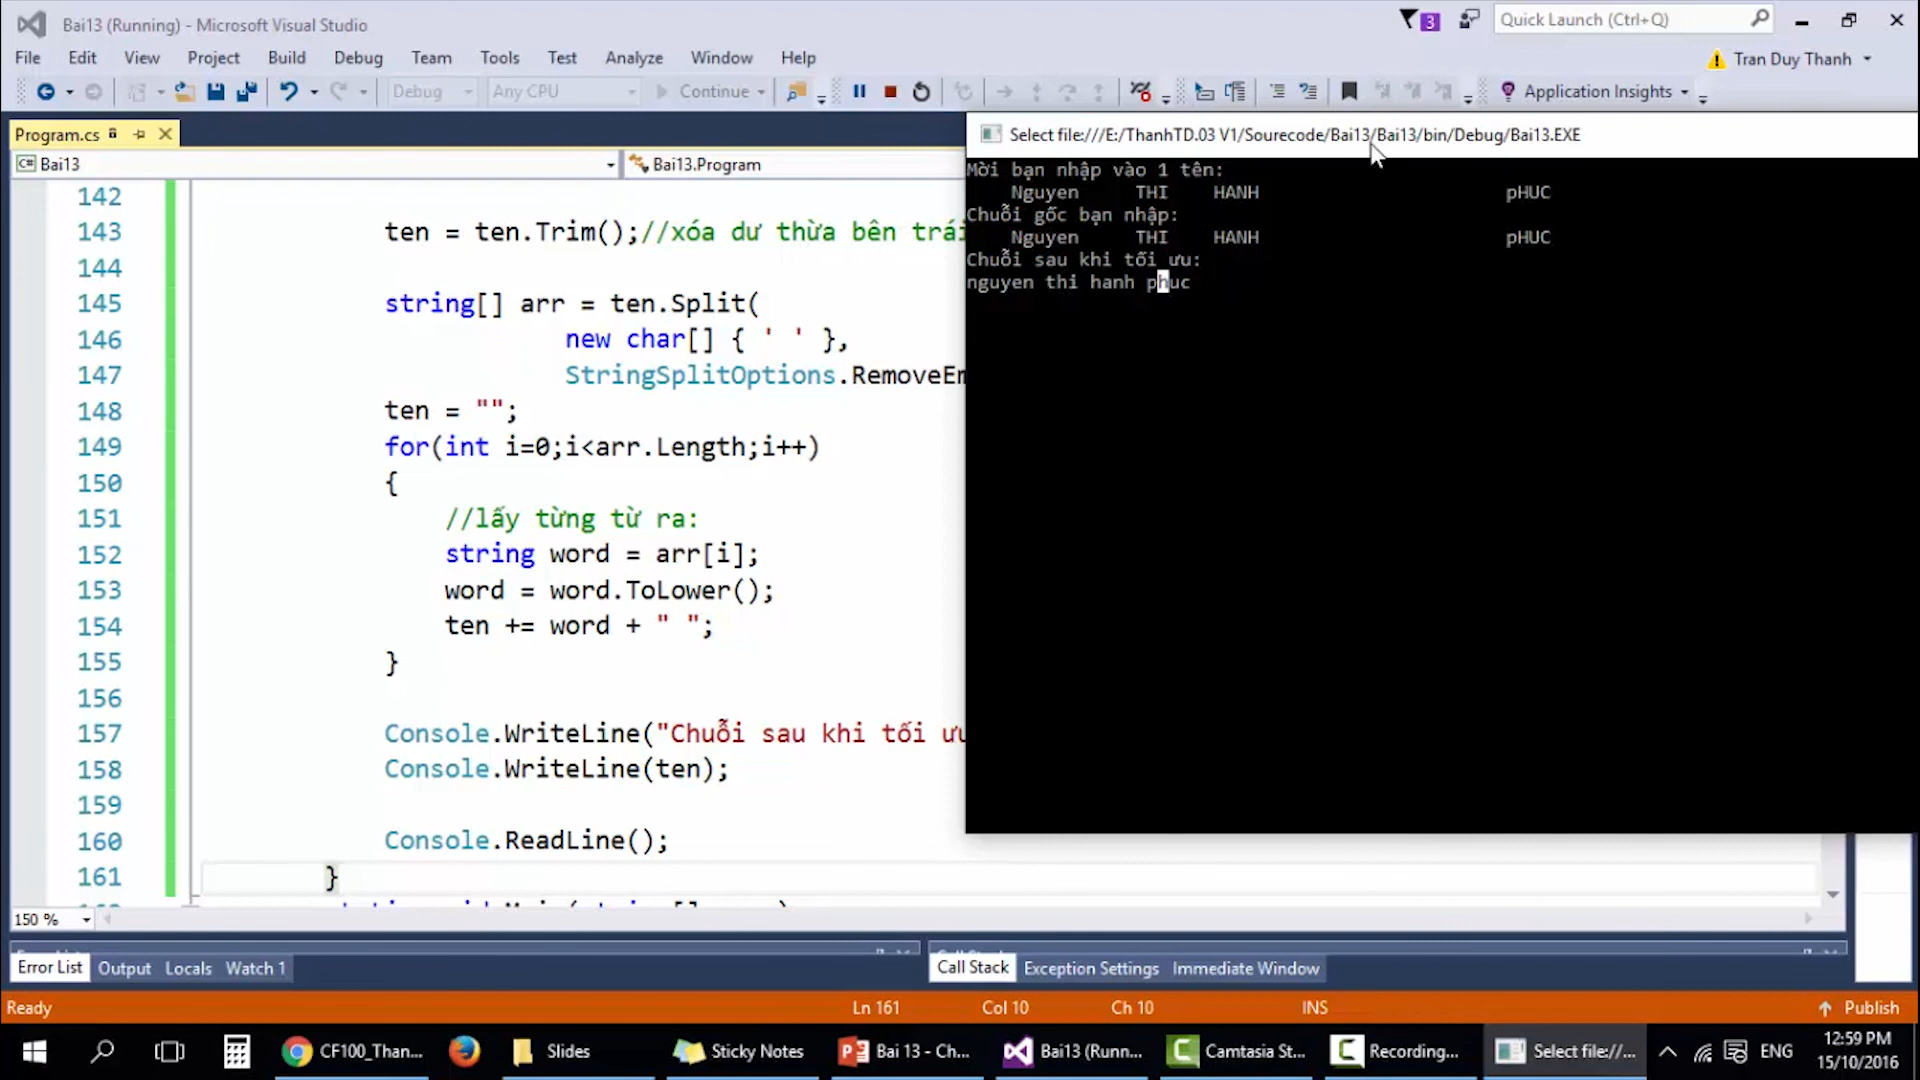 Bai13 (Running) - Microsoft Visual Studio
3
Quick Launch (Ctrl+Q)
File Edit View Project Build Debug Team Tools Test Analyze Window Help
Tran Duy Thanh
Debug Any CPU Continue
Application Insights
Program.cs
Bai13
Bai13.Program
142
143 ten = ten.Trim();//xóa dư thừa bên trái
144
145 string[] arr = ten.Split(
146 new char[] { ' ' },
147 StringSplitOptions.RemoveEm
148 ten = "";
149 for(int i=0;i<arr.Length;i++)
150 {
151 //lấy từng từ ra:
152 string word = arr[i];
153 word = word.ToLower();
154 ten += word + " ";
155 }
156
157 Console.WriteLine("Chuỗi sau khi tối ưu
158 Console.WriteLine(ten);
159
160 Console.ReadLine();
161 }
Select file:///E:/ThanhTD.03 V1/Sourecode/Bai13/Bai13/bin/Debug/Bai13.EXE
Mời bạn nhập vào 1 tên:
Nguyen THI HANH pHUC
Chuỗi gốc bạn nhập:
Nguyen THI HANH pHUC
Chuỗi sau khi tối ưu:
nguyen thi hanh phuc
150 %
Error List Output Locals Watch 1
Call Stack Exception Settings Immediate Window
Ready
Ln 161 Col 10 Ch 10 INS
Publish
CF100_Than...
Slides
Sticky Notes
Bai 13 - Ch...
Bai13 (Runn...
Camtasia St...
Recording...
Select file://...
ENG
12:59 PM
15/10/2016